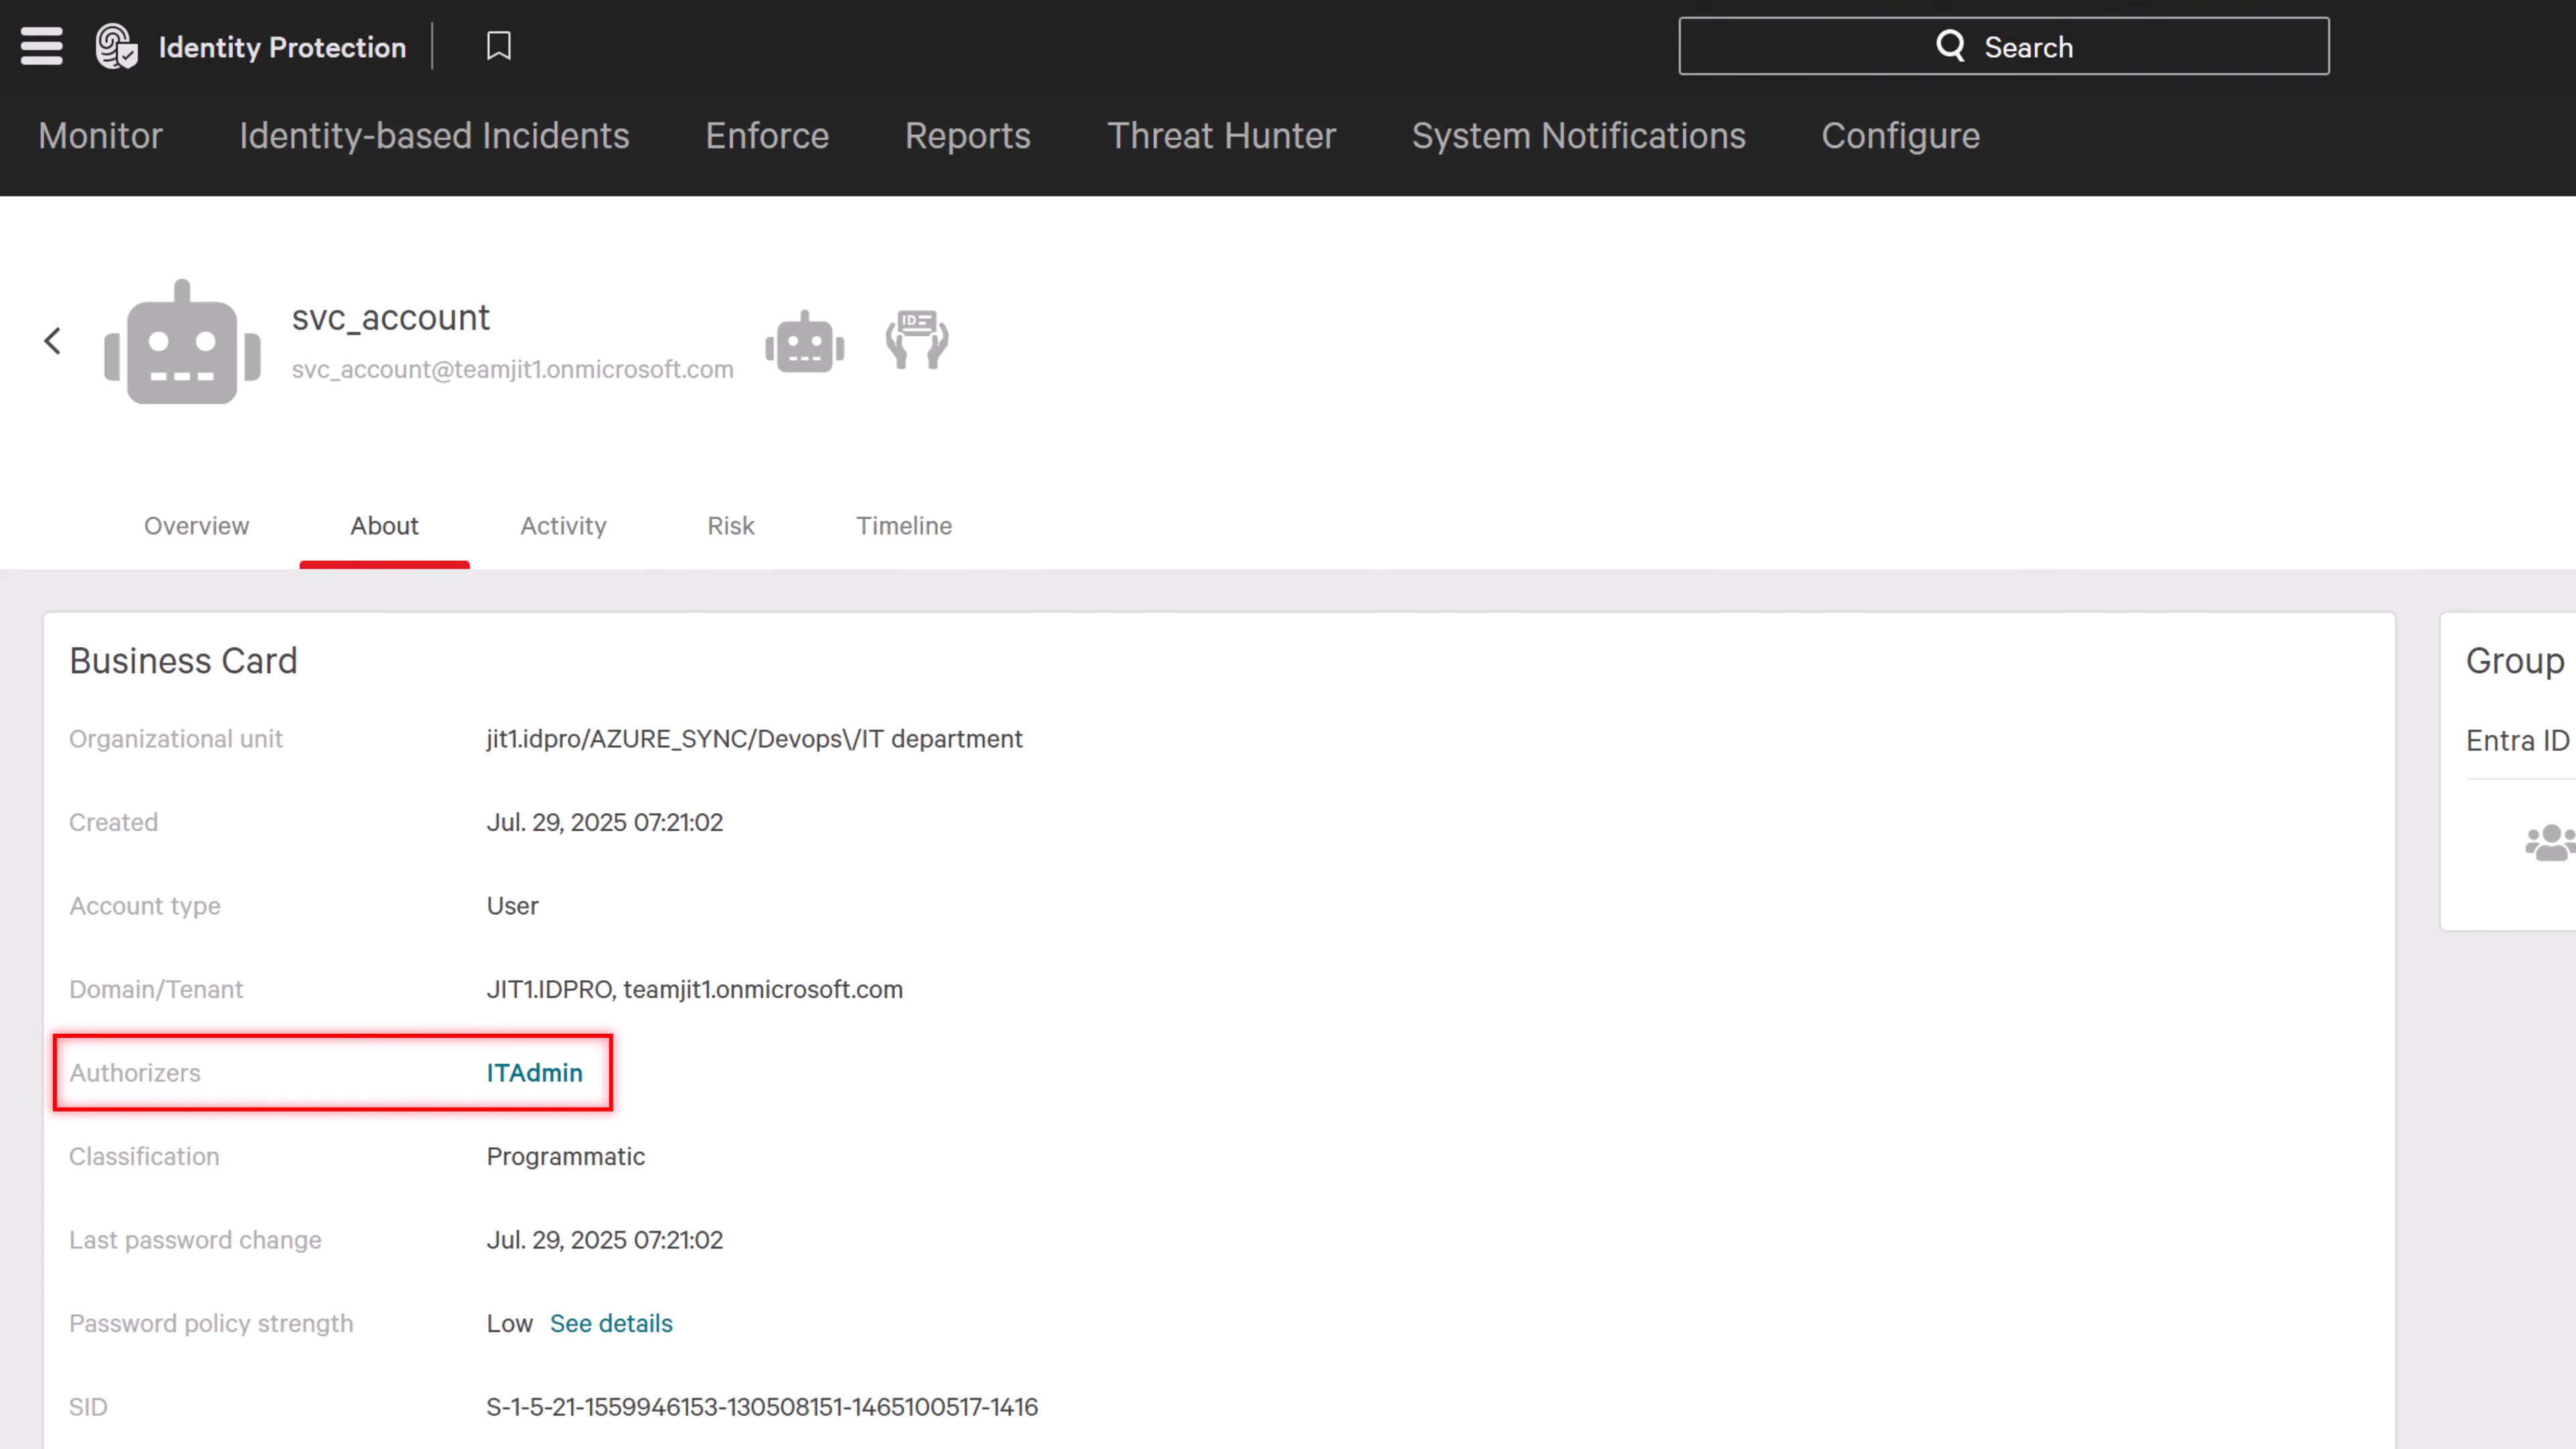 Identity Protection
Search
Monitor Identity-based Incidents Enforce Reports Threat Hunter System Notifications Configure
svc_account
svc_account@teamjit1.onmicrosoft.com
ID
Overview About Activity Risk Timeline
Business Card
Organizational unit jit1.idpro/AZURE_SYNC/Devops\/IT department
Created Jul. 29, 2025 07:21:02
Account type User
Domain/Tenant JIT1.IDPRO, teamjit1.onmicrosoft.com
Authorizers ITAdmin
Classification Programmatic
Last password change Jul. 29, 2025 07:21:02
Password policy strength Low See details
SID S-1-5-21-1559946153-130508151-1465100517-1416
Group
Entra ID